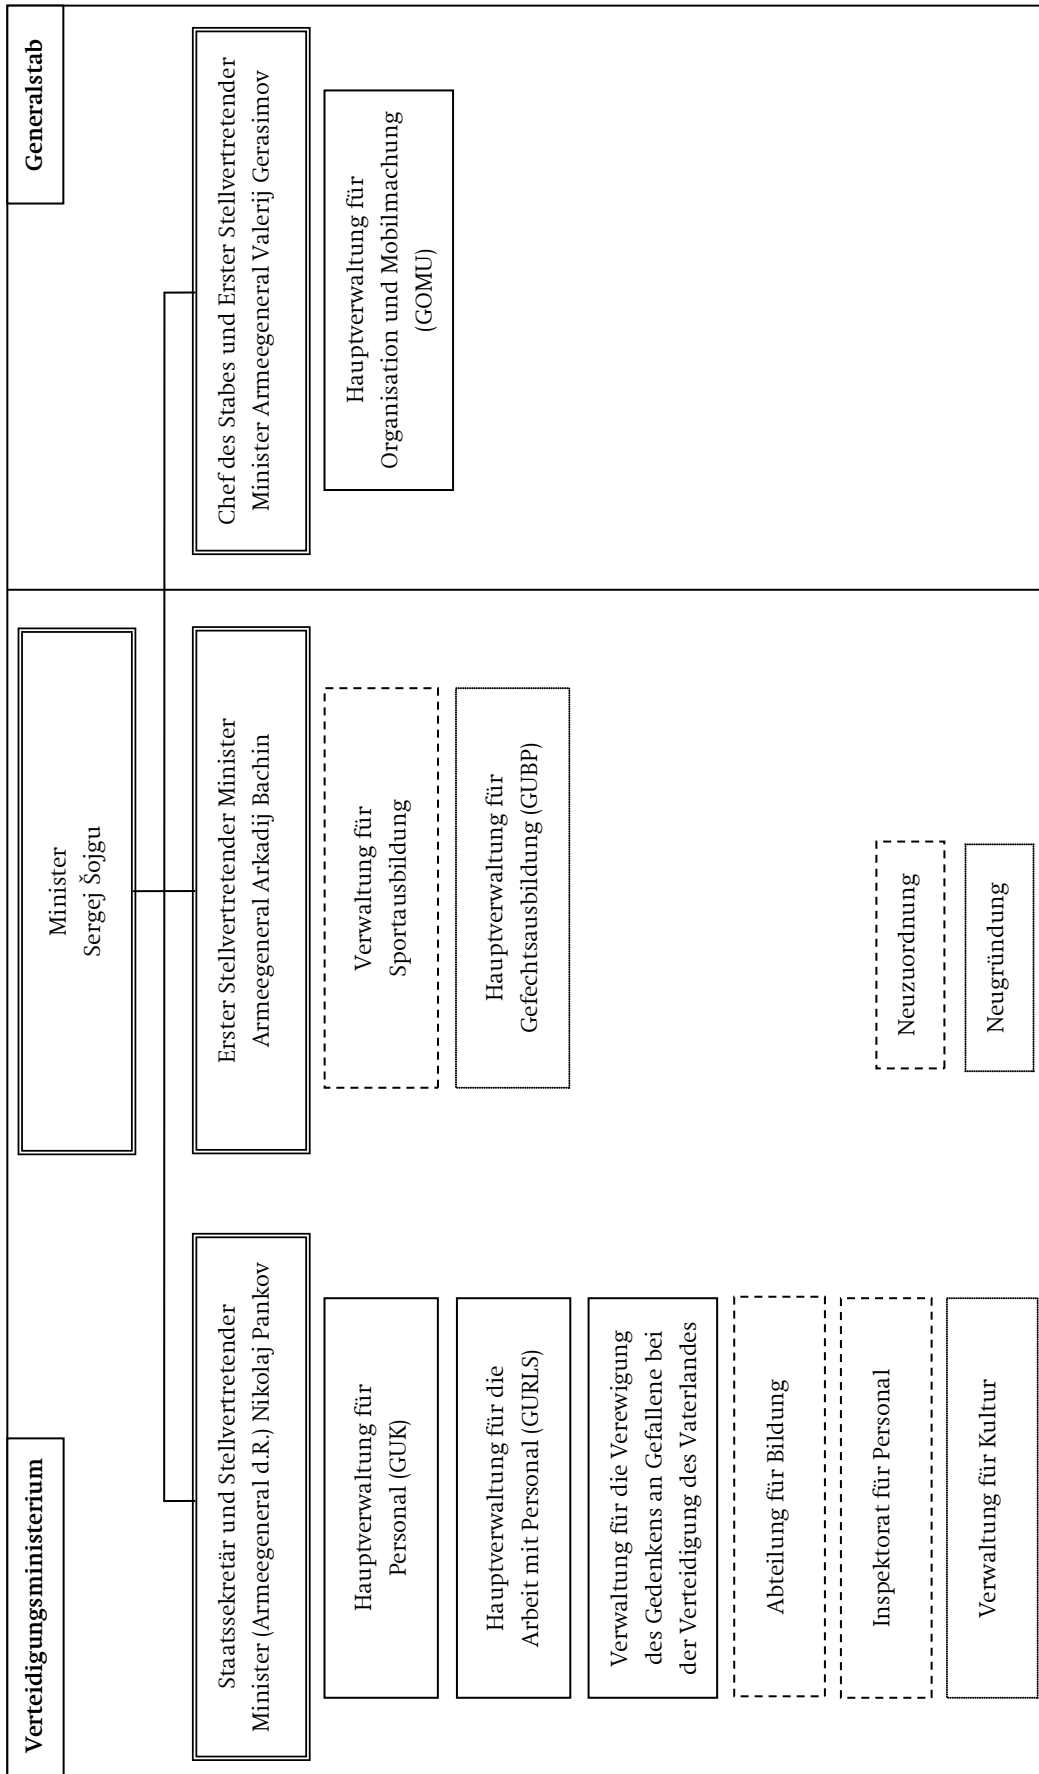 Verteidigungsministerium
Generalstab
Minister
Sergej Šojgu
Staatssekretär und Stellvertretender
Minister (Armeegeneral d.R.) Nikolaj Pankov
Erster Stellvertretender Minister
Armeegeneral Arkadij Bachin
Chef des Stabes und Erster Stellvertretender
Minister Armeegeneral Valerij Gerasimov
Hauptverwaltung für
Personal (GUK)
Hauptverwaltung für die
Arbeit mit Personal (GURLS)
Verwaltung für die Verewigung
des Gedenkens an Gefallene bei
der Verteidigung des Vaterlandes
Abteilung für Bildung
Inspektorat für Personal
Verwaltung für Kultur
Verwaltung für
Sportausbildung
Hauptverwaltung für
Gefechtsausbildung (GUBP)
Hauptverwaltung für
Organisation und Mobilmachung
(GOMU)
Neuzuordnung
Neugründung